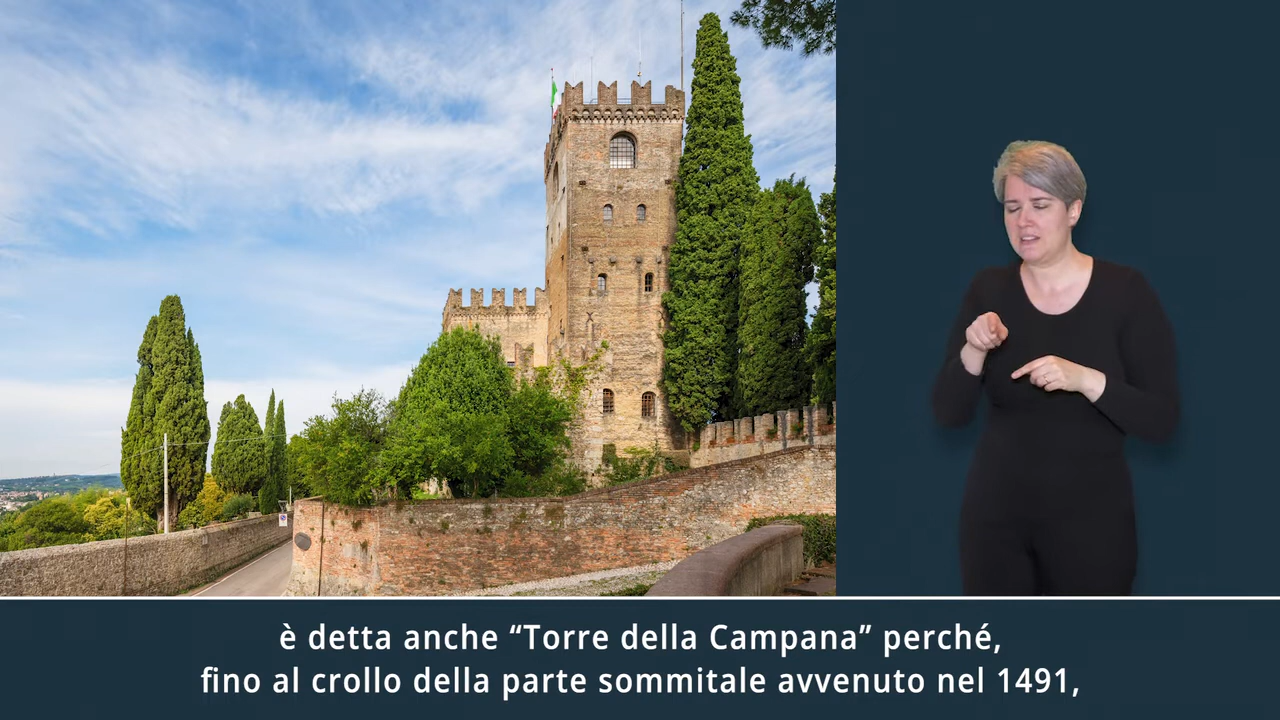 è detta anche “Torre della Campana” perché,
fino al crollo della parte sommitale avvenuto nel 1491,